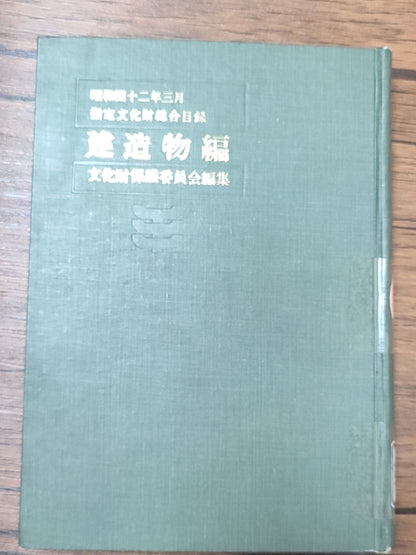 昭和四十二年三月
指定文化財総合目録
建造物編
文化財保護委員会編集